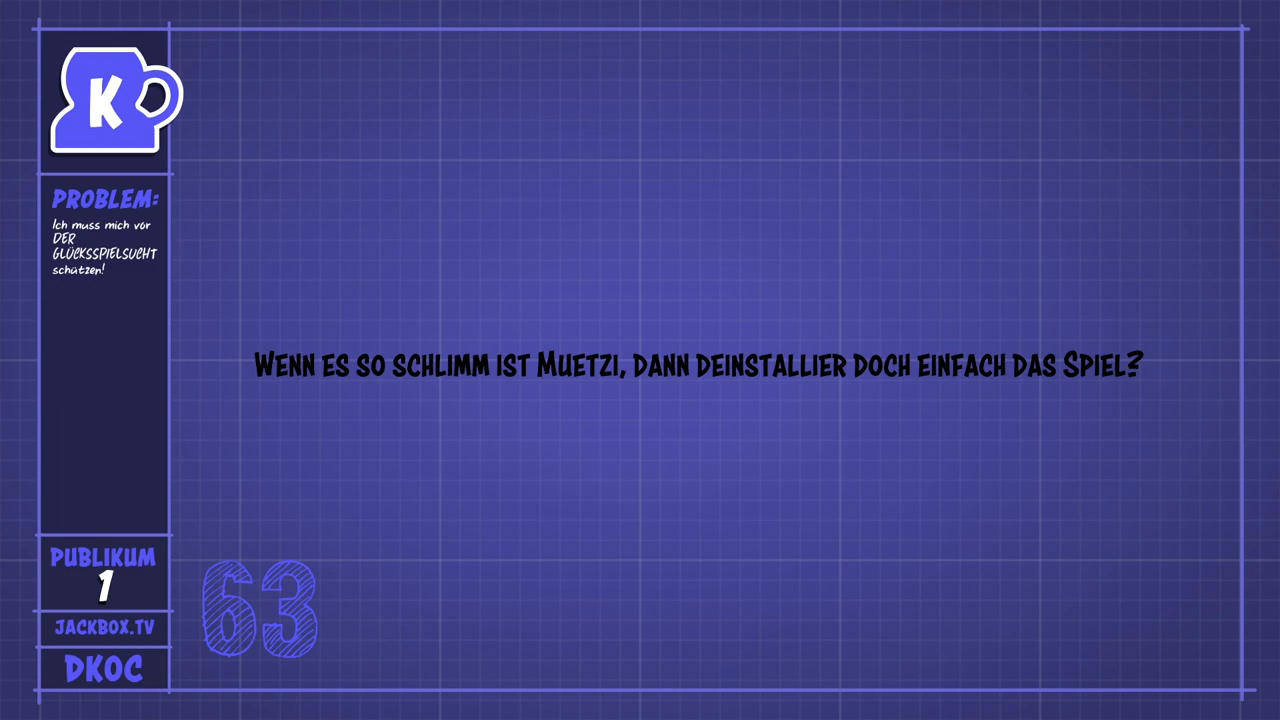 K
PROBLEM:
Ich muss mich vor
DER
GLÜCKSSPIELSUCHT
schützen!
Wenn es so schlimm ist Muetzi, dann deinstallier doch einfach das Spiel?
PUBLIKUM
1
JACKBOX.TV
DKOC
63